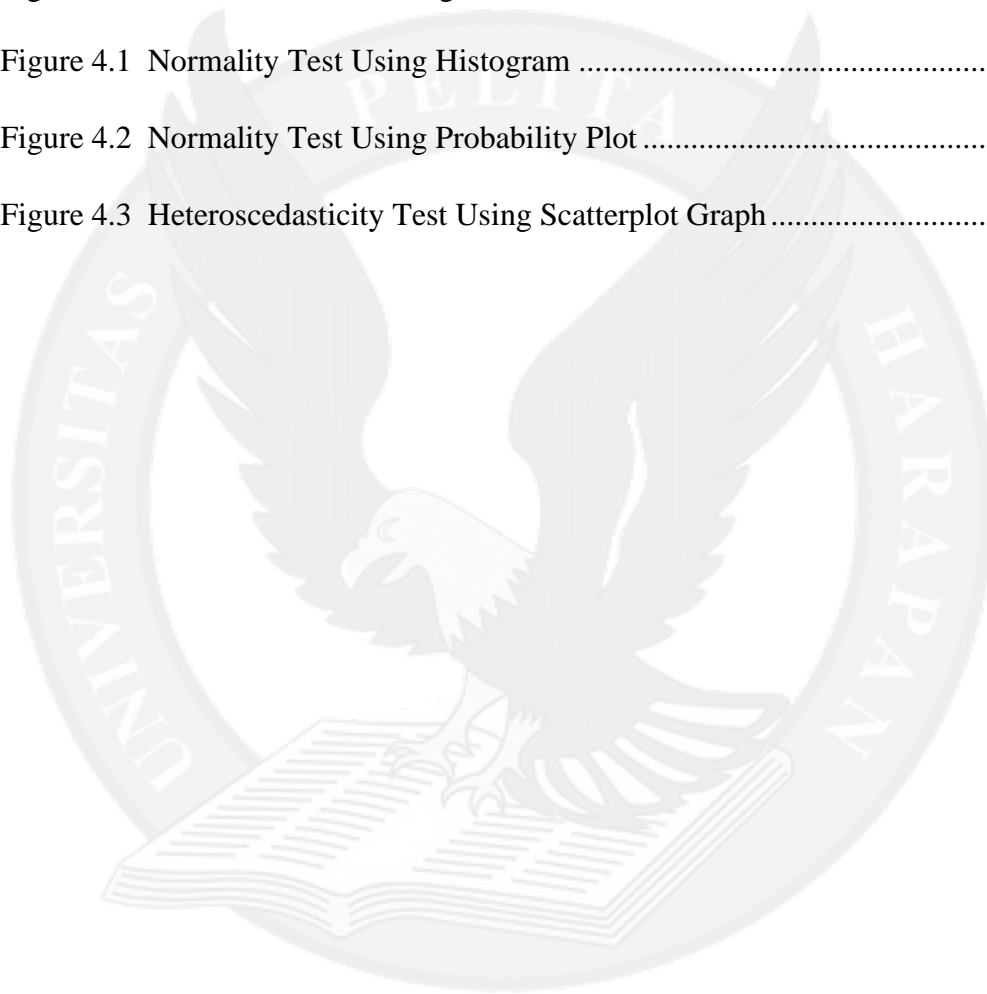 Figure 4.1 Normality Test Using Histogram ................................................
Figure 4.2 Normality Test Using Probability Plot ........................................
Figure 4.3 Heteroscedasticity Test Using Scatterplot Graph .........................
UNIVERSITAS PELITA HARAPAN